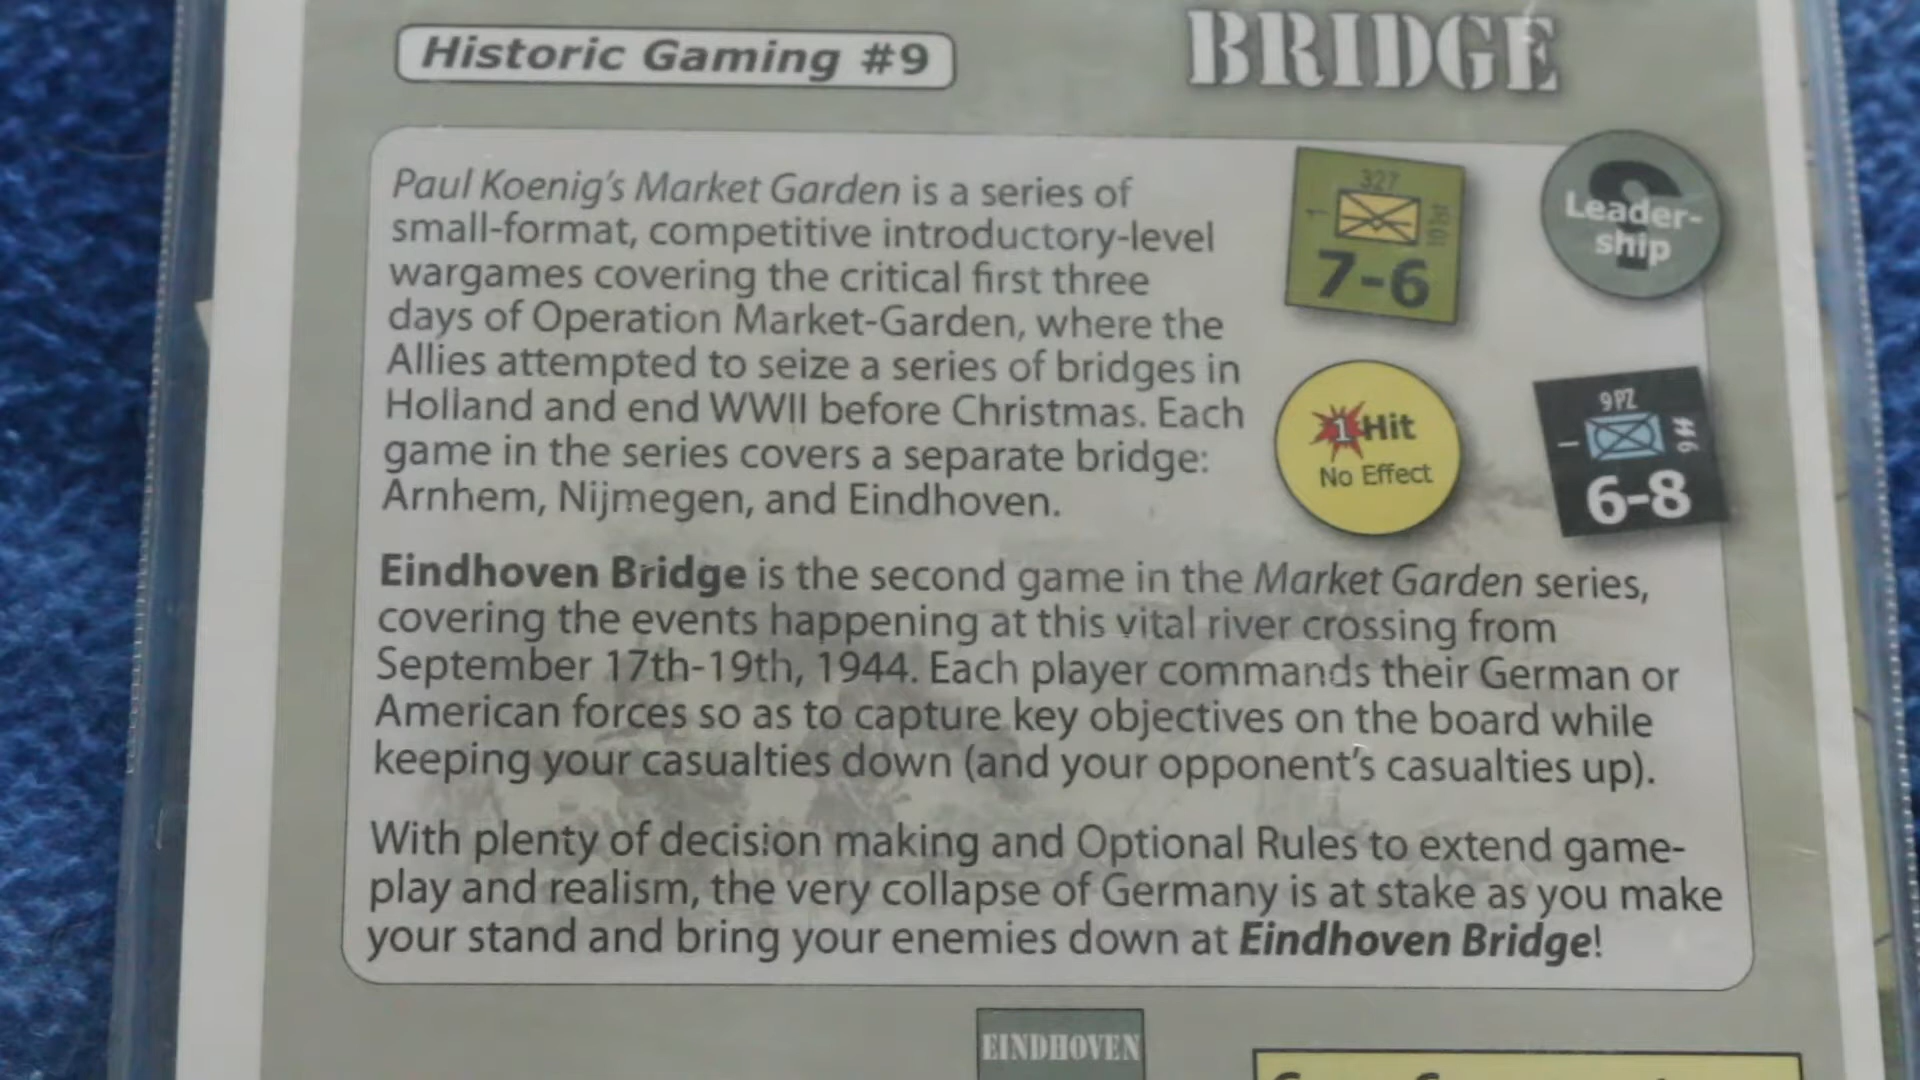 Historic Gaming #9
BRIDGE
Paul Koenig's Market Garden is a series of
small-format, competitive introductory-level
wargames covering the critical first three
days of Operation Market-Garden, where the
Allies attempted to seize a series of bridges in
Holland and end WWII before Christmas. Each
game in the series covers a separate bridge:
Arnhem, Nijmegen, and Eindhoven.
327
1
101st
7-6
Leader-
ship
1 Hit
No Effect
9 PZ
1
6-8
Eindhoven Bridge is the second game in the Market Garden series,
covering the events happening at this vital river crossing from
September 17th-19th, 1944. Each player commands their German or
American forces so as to capture key objectives on the board while
keeping your casualties down (and your opponent's casualties up).
With plenty of decision making and Optional Rules to extend game-
play and realism, the very collapse of Germany is at stake as you make
your stand and bring your enemies down at Eindhoven Bridge!
EINDHOVEN